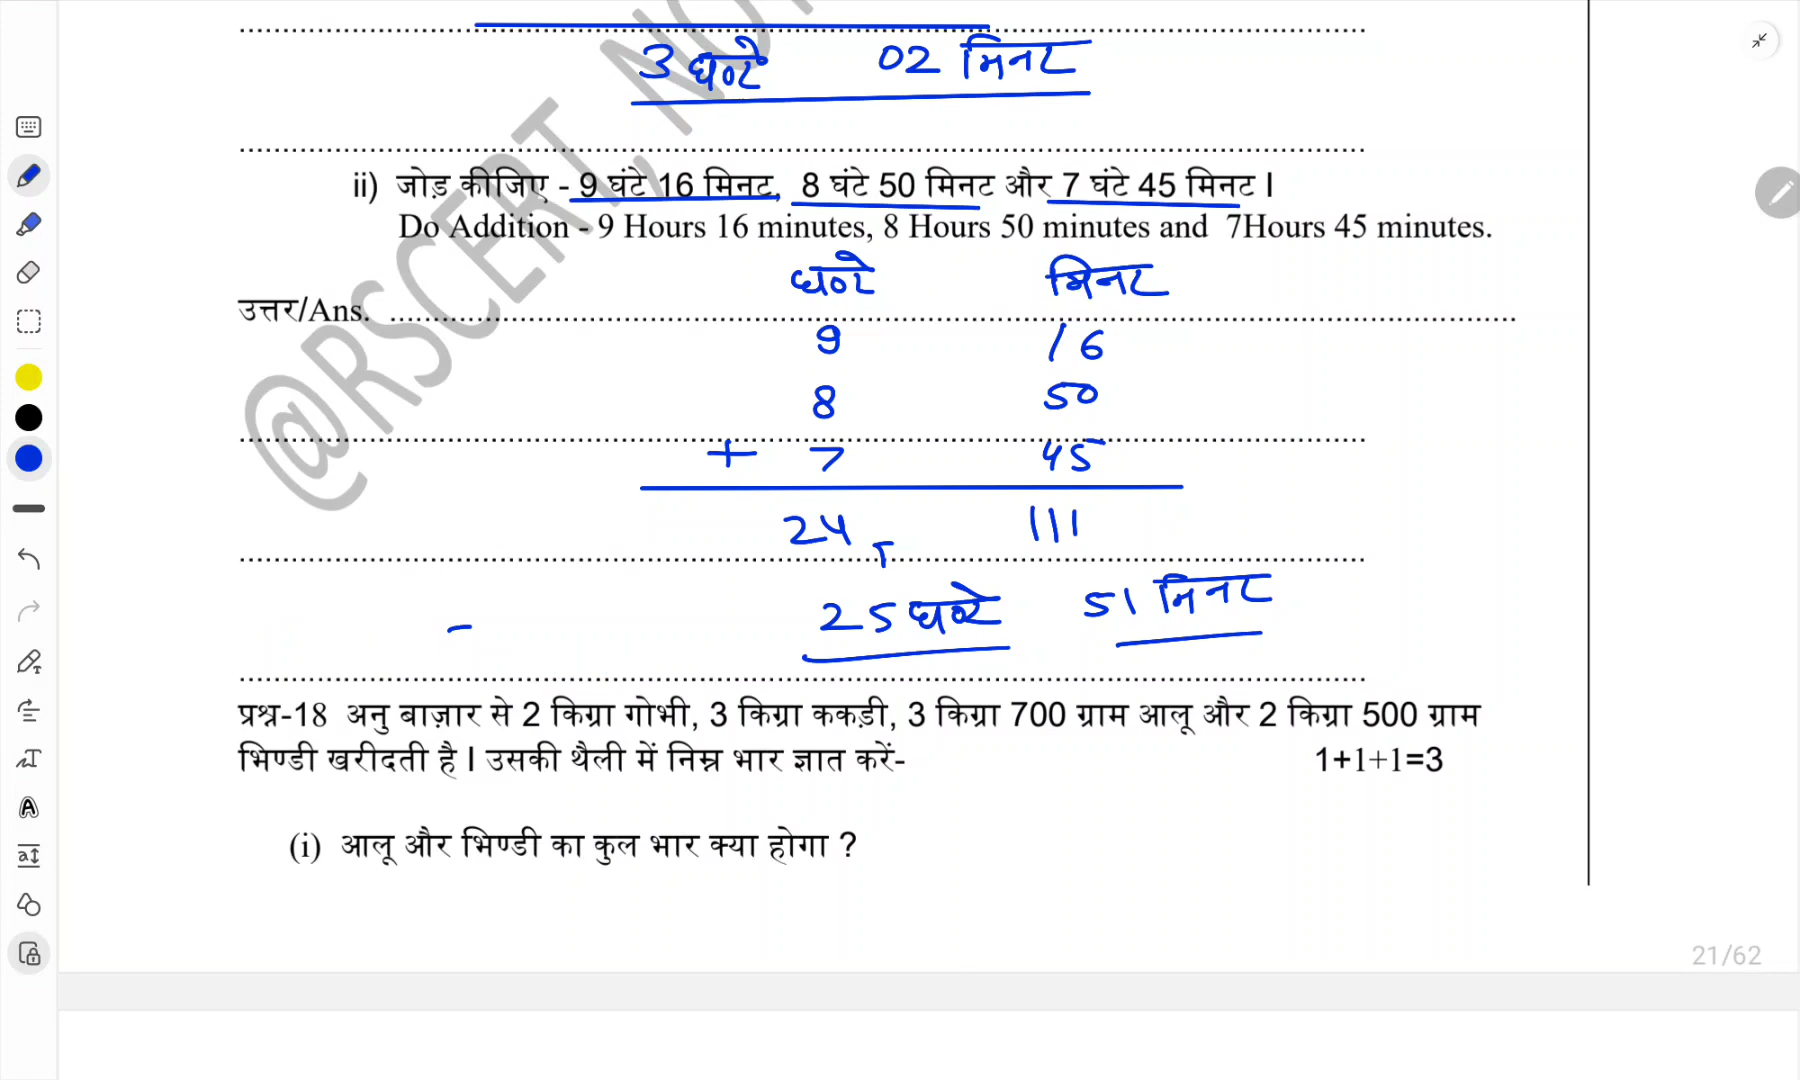 3 घण्टे 02 मिनट
ii) जोड़ कीजिए - 9 घंटे 16 मिनट, 8 घंटे 50 मिनट और 7 घंटे 45 मिनट I
Do Addition - 9 Hours 16 minutes, 8 Hours 50 minutes and 7Hours 45 minutes.
घण्टे मिनट
उत्तर/Ans. ....................
9 16
8 50
+ 7 45
24 111
25 घण्टे 51 मिनट
प्रश्न-18 अनु बाज़ार से 2 किग्रा गोभी, 3 किग्रा ककड़ी, 3 किग्रा 700 ग्राम आलू और 2 किग्रा 500 ग्राम
भिण्डी खरीदती है I उसकी थैली में निम्न भार ज्ञात करें- 1+1+1=3
(i) आलू और भिण्डी का कुल भार क्या होगा ?
21/62
@RSCERT,